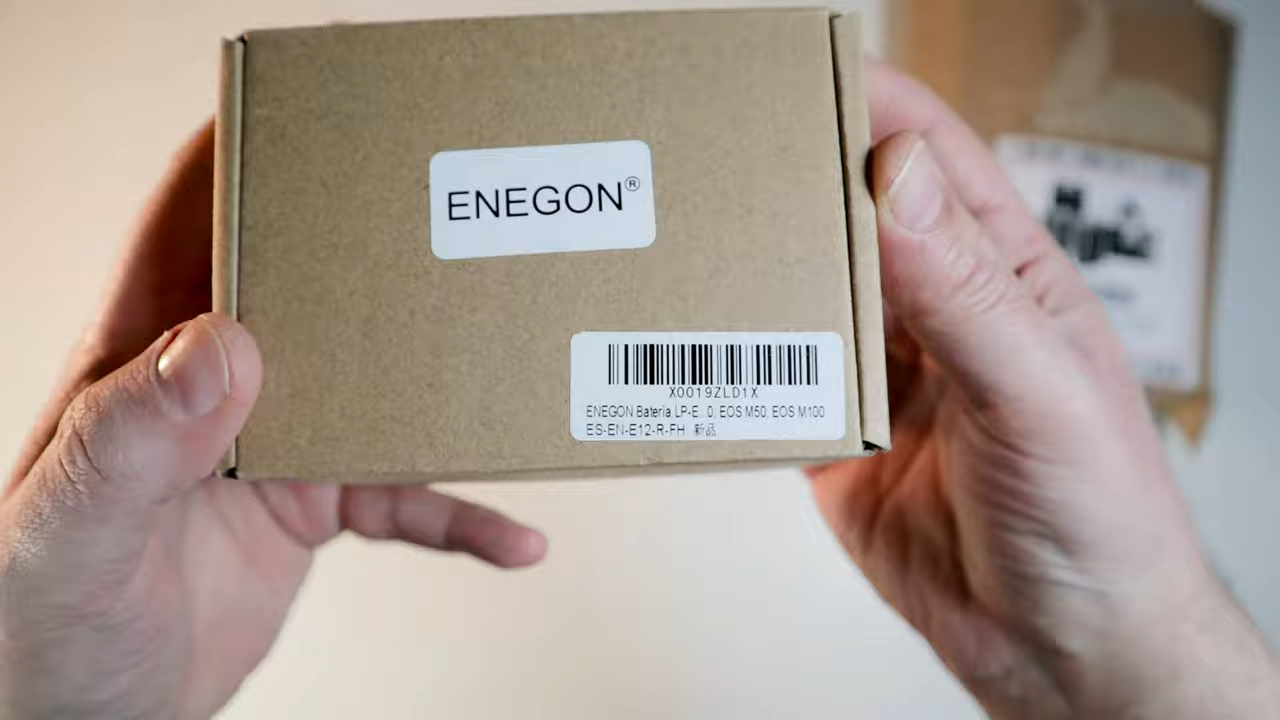 ENEGON®
X0019ZLD1X
ENEGON Bateria LP-E...0, EOS M50, EOS M100
ES-EN-E12-R-FH 新品